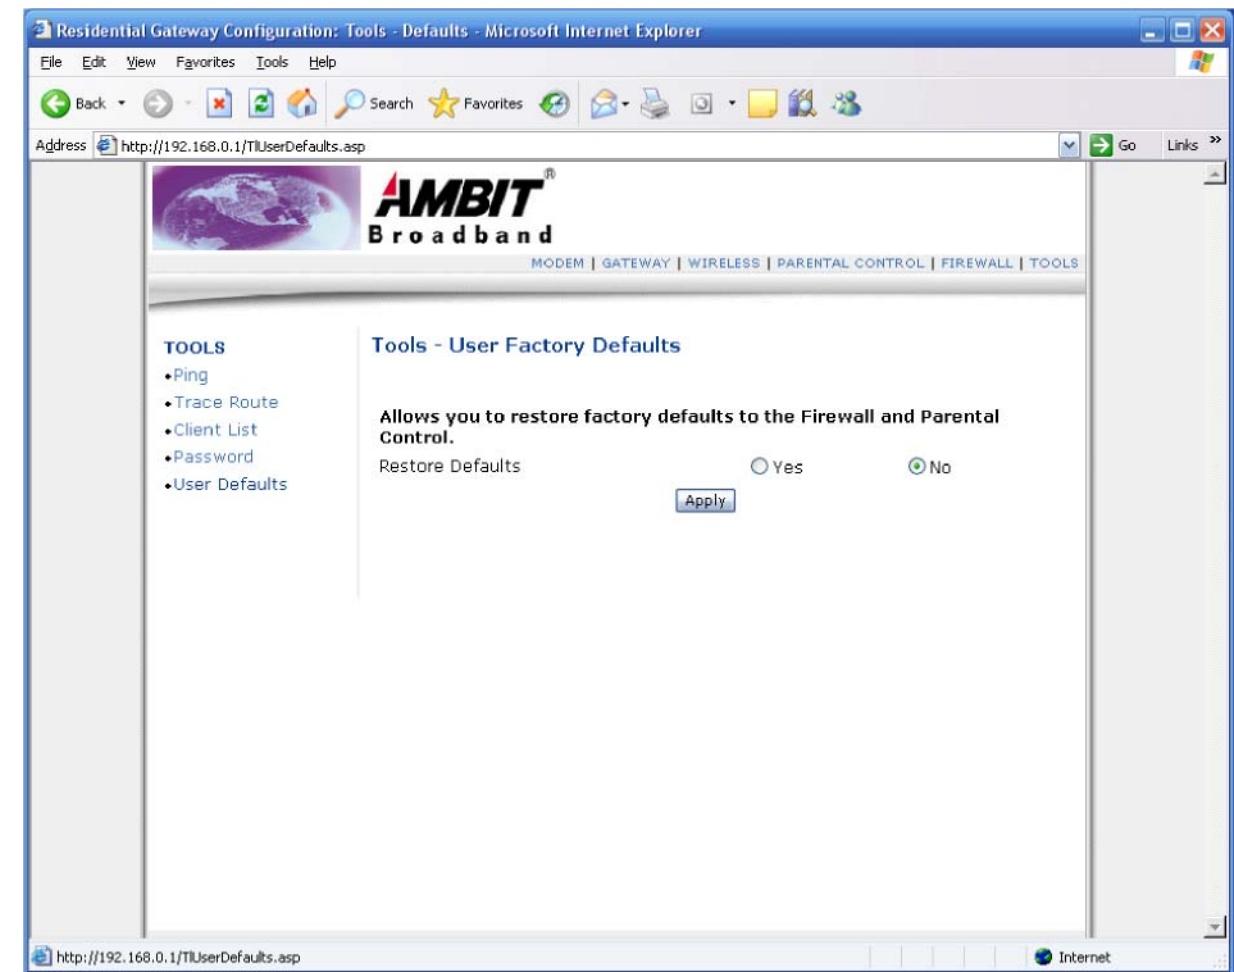 Residential Gateway Configuration: Tools - Defaults - Microsoft Internet Explorer
File Edit View Favorites Tools Help
Back Search Favorites
Address http://192.168.0.1/TlUserDefaults.asp Go Links »
AMBIT®
Broadband
MODEM | GATEWAY | WIRELESS | PARENTAL CONTROL | FIREWALL | TOOLS
TOOLS
•Ping
•Trace Route
•Client List
•Password
•User Defaults
Tools - User Factory Defaults
Allows you to restore factory defaults to the Firewall and Parental
Control.
Restore Defaults Yes No
Apply
http://192.168.0.1/TlUserDefaults.asp Internet